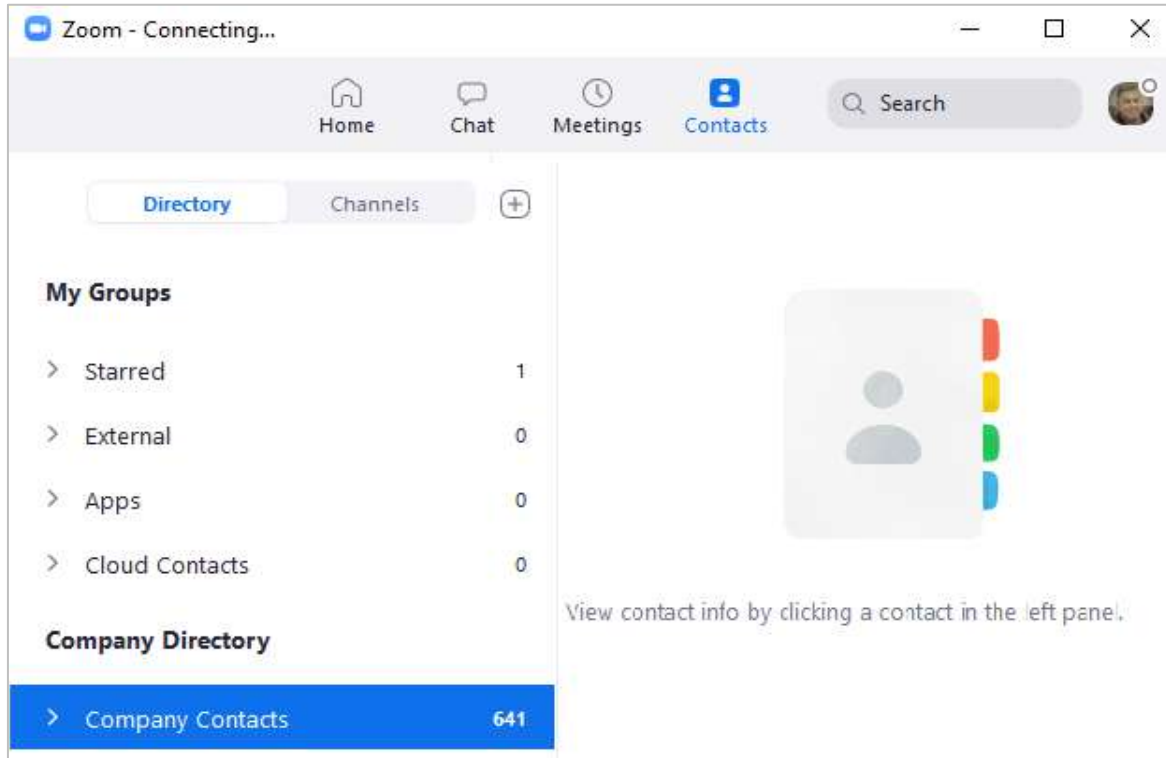 Zoom - Connecting...
Home Chat Meetings Contacts Search
Directory Channels
My Groups
Starred 1
External 0
Apps 0
Cloud Contacts 0
View contact info by clicking a contact in the left panel.
Company Directory
Company Contacts 641